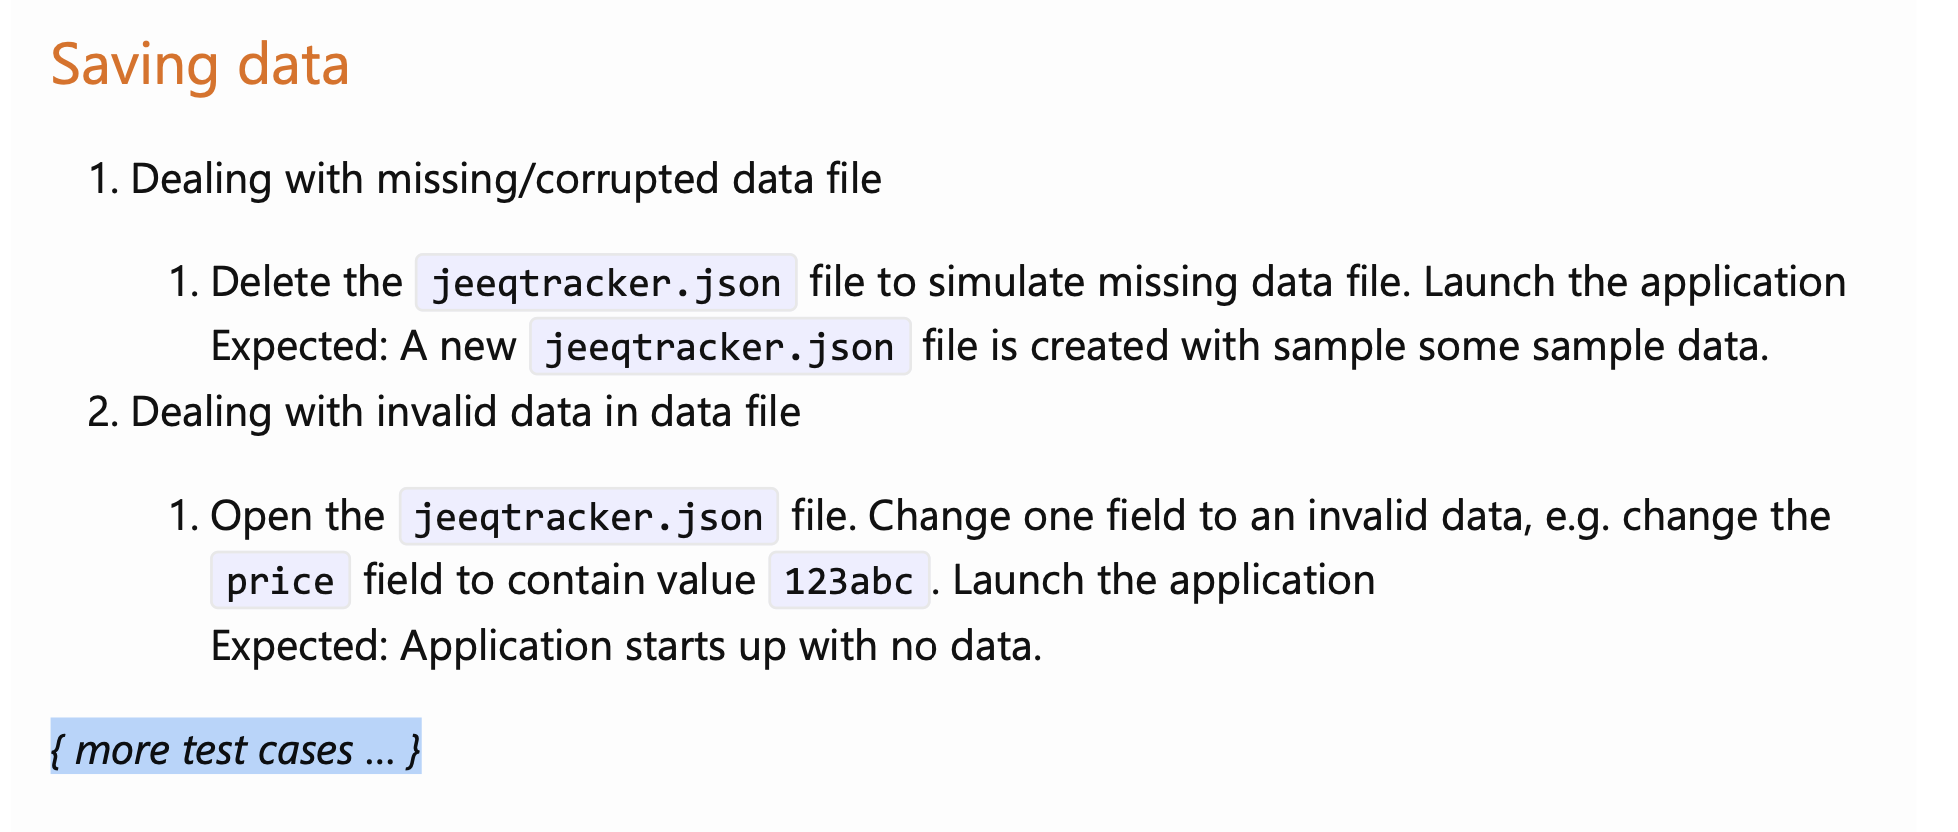 Saving data
1. Dealing with missing/corrupted data file
1. Delete the jeeqtracker.json file to simulate missing data file. Launch the application
Expected: A new jeeqtracker.json file is created with sample some sample data.
2. Dealing with invalid data in data file
1. Open the jeeqtracker.json file. Change one field to an invalid data, e.g. change the
price field to contain value 123abc. Launch the application
Expected: Application starts up with no data.
{ more test cases … }